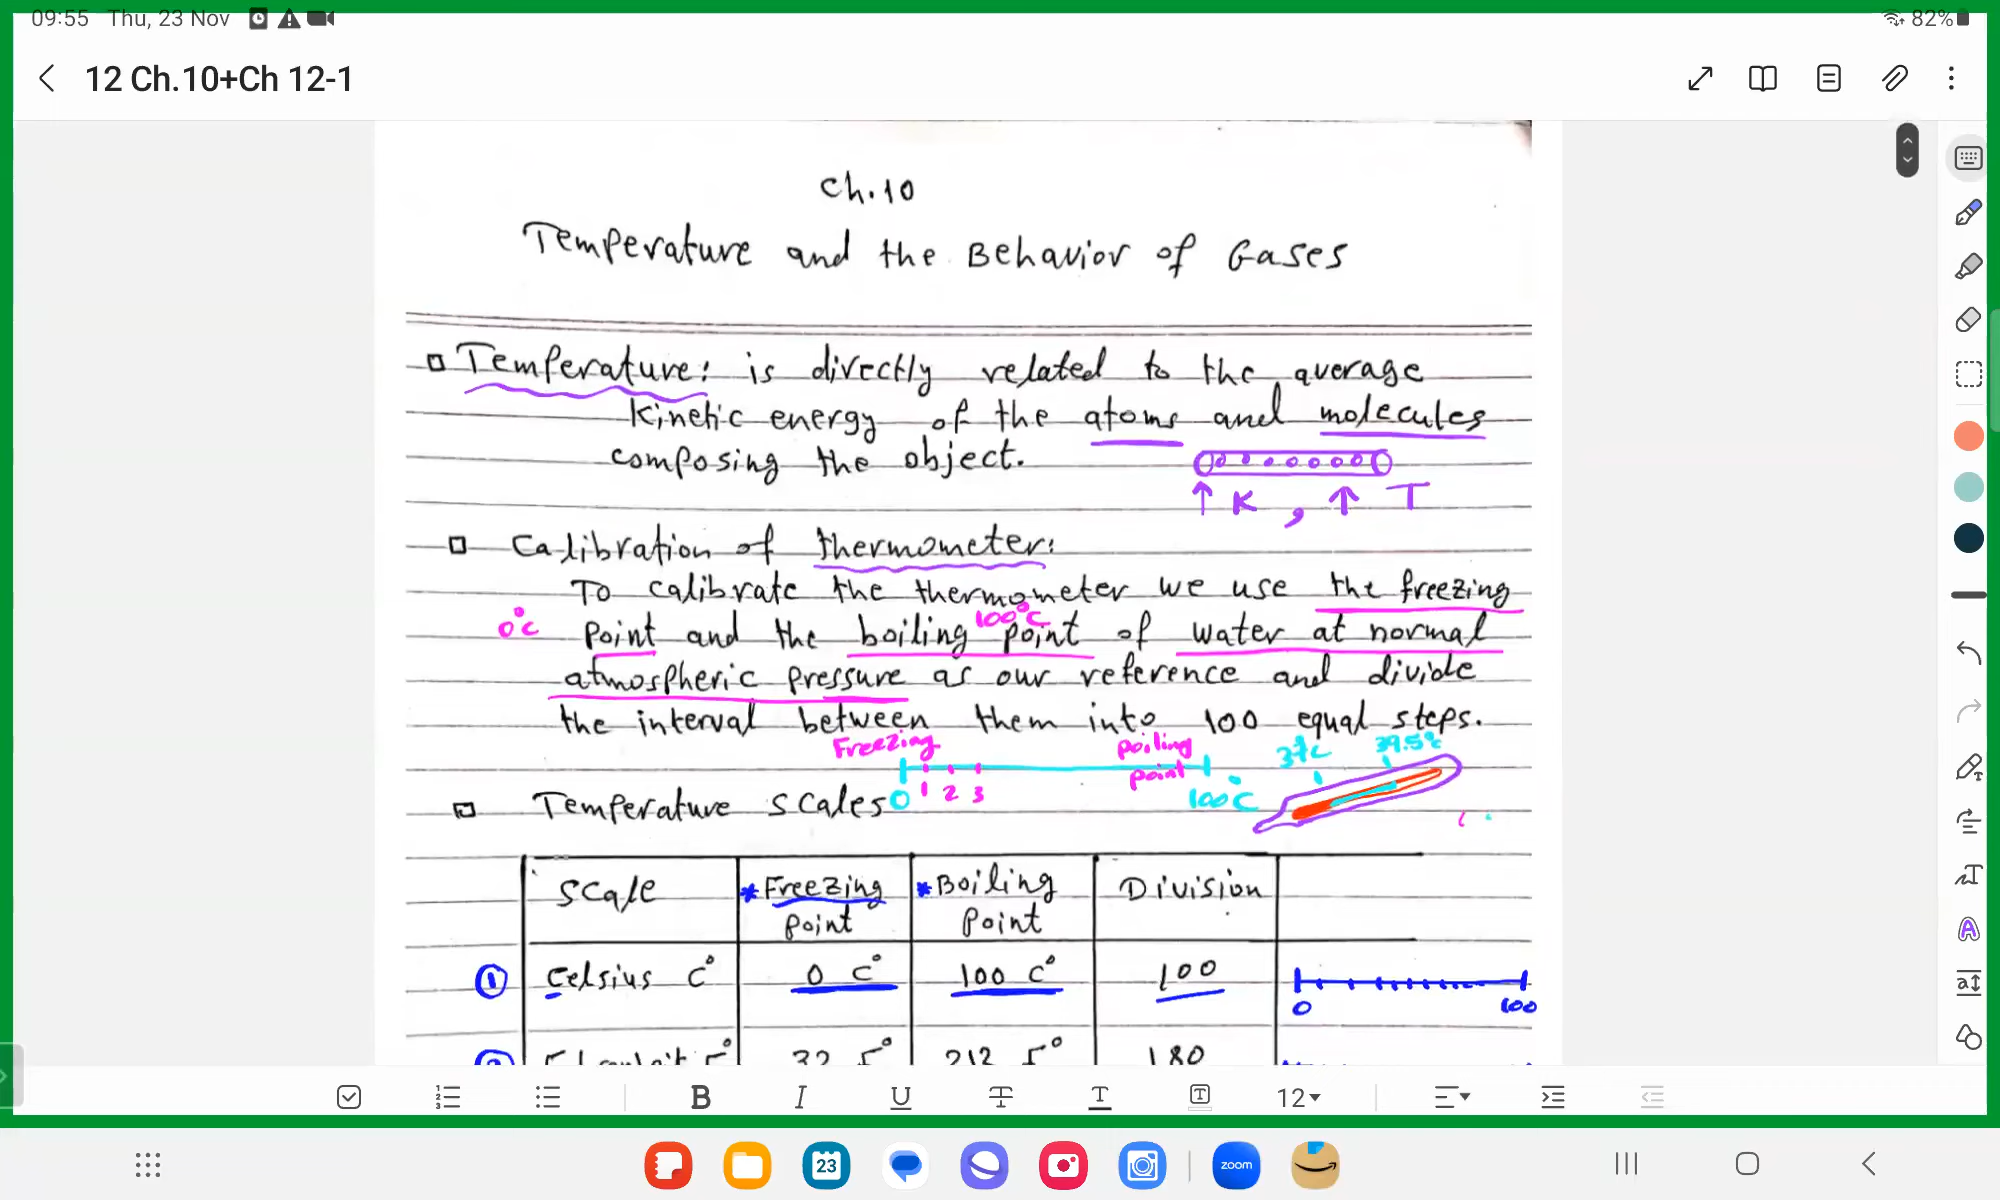 09:55 Thu, 23 Nov
82%
12 Ch.10+Ch 12-1
Ch.10
Temperature and the Behavior of Gases
Temperature: is directly related to the average
Kinetic energy of the atoms and molecules
composing the object.
↑ K , ↑ T
Calibration of thermometer:
To calibrate the thermometer we use the freezing
0°C
100°C
point and the boiling point of water at normal
atmospheric pressure as our reference and divide
the interval between them into 100 equal steps.
Freezing
poiling
point
37°C
39.5°C
0 1 2 3
100°C
Temperature scales
Scale *Freezing point *Boiling Point Division
① Celsius C° 0 C° 100 C° 100
0 100
32 F° 212 F° 180
B I U T T T 12
23
zoom